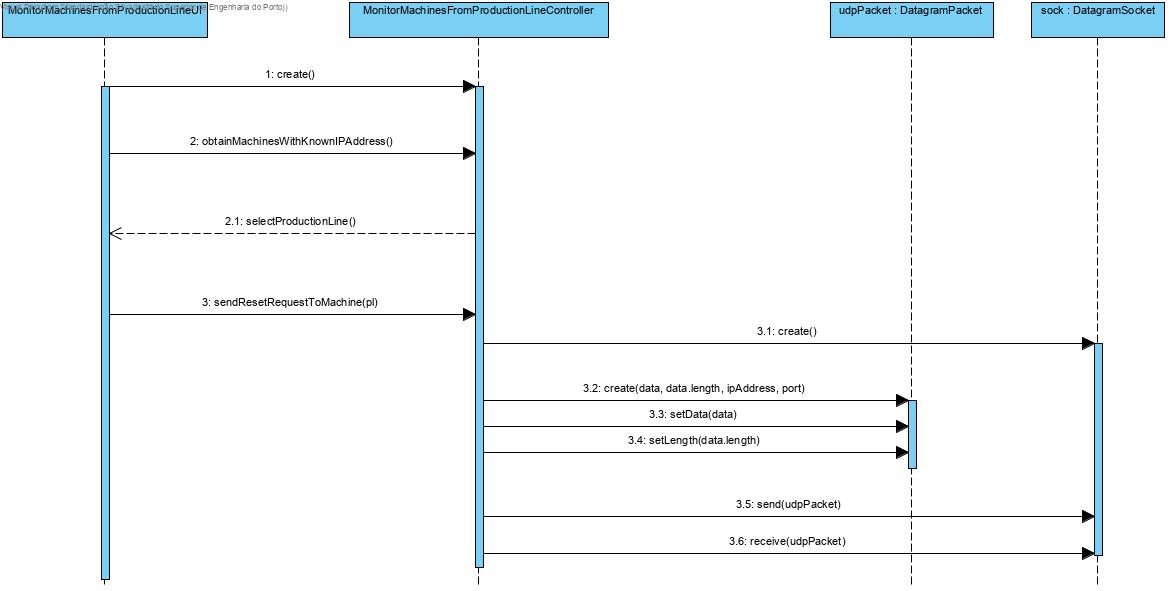 Engenharia do Porto))
MonitorMachinesFromProductionLineUI
MonitorMachinesFromProductionLineController
udpPacket : DatagramPacket
sock : DatagramSocket
1: create()
2: obtainMachinesWithKnownIPAddress()
2.1: selectProductionLine()
3: sendResetRequestToMachine(pl)
3.1: create()
3.2: create(data, data.length, ipAddress, port)
3.3: setData(data)
3.4: setLength(data.length)
3.5: send(udpPacket)
3.6: receive(udpPacket)